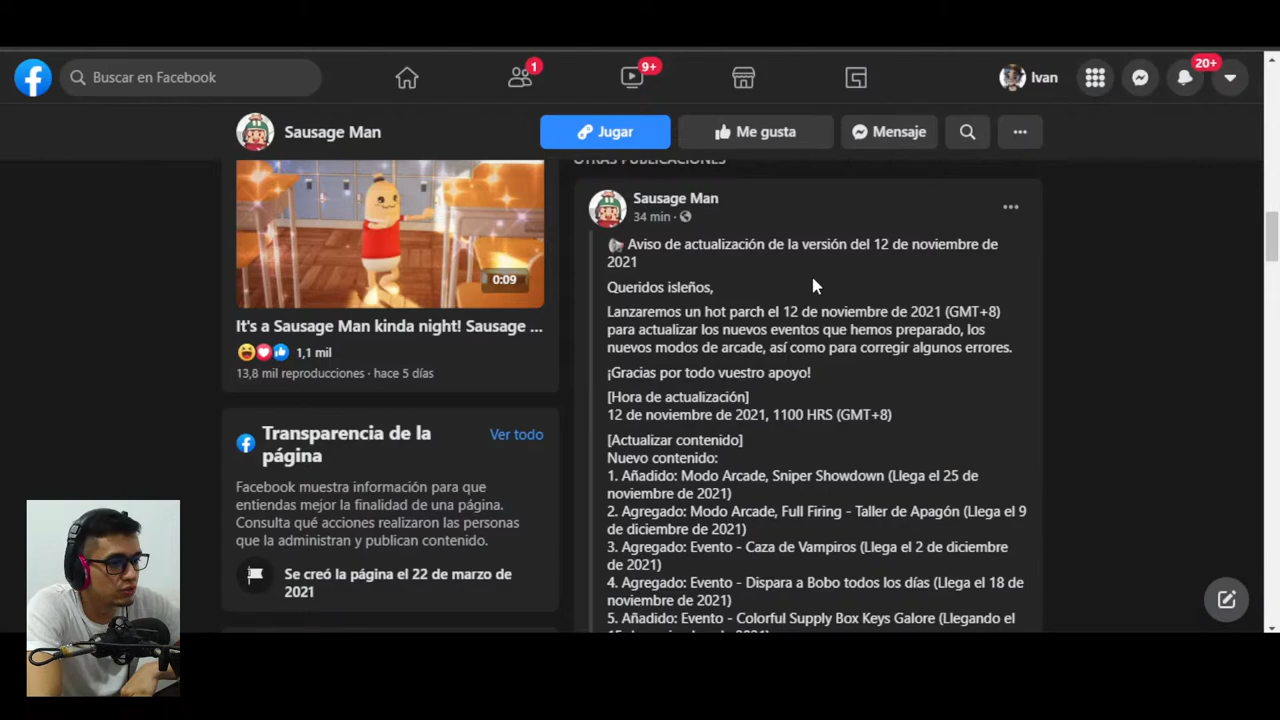 Buscar en Facebook
1
9+
Ivan
20+
Sausage Man
Jugar
Me gusta
Mensaje
0:09
It's a Sausage Man kinda night! Sausage ...
1,1 mil
13,8 mil reproducciones · hace 5 días
Transparencia de la
página
Ver todo
Facebook muestra información para que
entiendas mejor la finalidad de una página.
Consulta qué acciones realizaron las personas
que la administran y publican contenido.
Se creó la página el 22 de marzo de
2021
OTRAS PUBLICACIONES
Sausage Man
34 min ·
Aviso de actualización de la versión del 12 de noviembre de
2021
Queridos isleños,
Lanzaremos un hot parch el 12 de noviembre de 2021 (GMT+8)
para actualizar los nuevos eventos que hemos preparado, los
nuevos modos de arcade, así como para corregir algunos errores.
¡Gracias por todo vuestro apoyo!
[Hora de actualización]
12 de noviembre de 2021, 1100 HRS (GMT+8)
[Actualizar contenido]
Nuevo contenido:
1. Añadido: Modo Arcade, Sniper Showdown (Llega el 25 de
noviembre de 2021)
2. Agregado: Modo Arcade, Full Firing - Taller de Apagón (Llega el 9
de diciembre de 2021)
3. Agregado: Evento - Caza de Vampiros (Llega el 2 de diciembre
de 2021)
4. Agregado: Evento - Dispara a Bobo todos los días (Llega el 18 de
noviembre de 2021)
5. Añadido: Evento - Colorful Supply Box Keys Galore (Llegando el